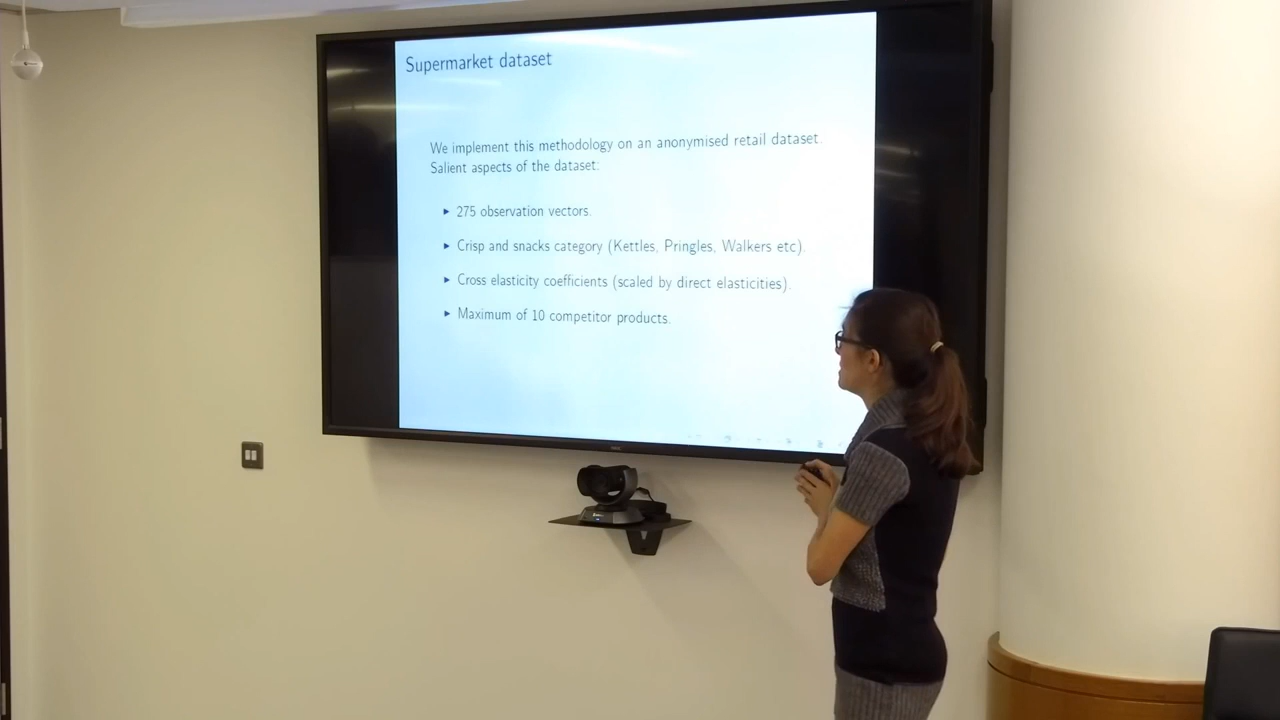 Supermarket dataset
We implement this methodology on an anonymised retail dataset.
Salient aspects of the dataset:
▶ 275 observation vectors.
▶ Crisp and snacks category (Kettles, Pringles, Walkers etc).
▶ Cross elasticity coefficients (scaled by direct elasticities).
▶ Maximum of 10 competitor products.